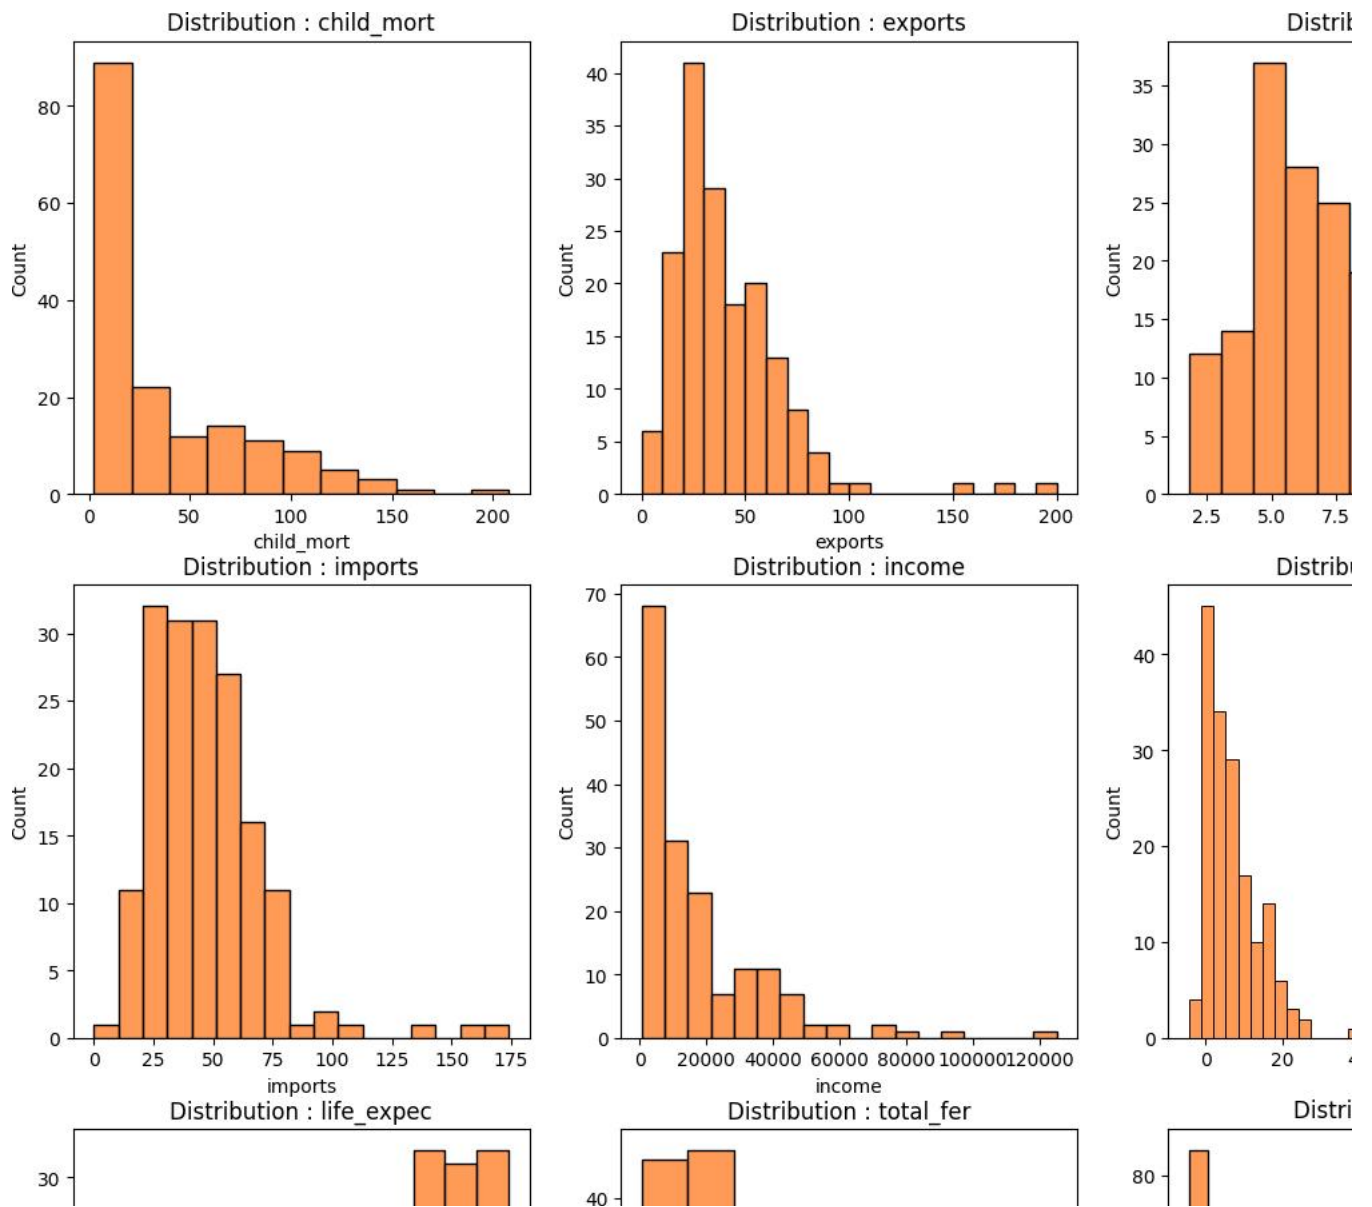 Distribution : child_mort
Count
80
60
40
20
0
0 50 100 150 200
child_mort
Distribution : exports
Count
40
35
30
25
20
15
10
5
0
0 50 100 150 200
exports
Distrib
Count
35
30
25
20
15
10
5
0
2.5 5.0 7.5
Distribution : imports
Count
30
25
20
15
10
5
0
0 25 50 75 100 125 150 175
imports
Distribution : income
Count
70
60
50
40
30
20
10
0
0 20000 40000 60000 80000 100000 120000
income
Distribu
Count
40
30
20
10
0
0 20 4
Distribution : life_expec
30
Distribution : total_fer
40
Distri
80